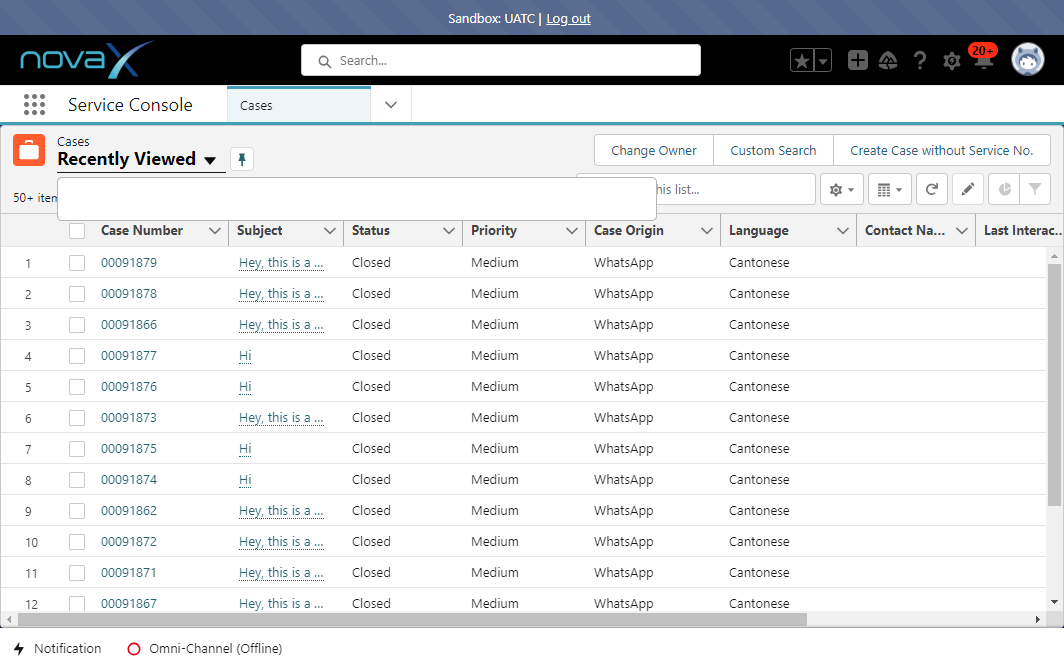 Sandbox: UATC | Log out
novaX
Search...
20+
Service Console
Cases
Cases
Recently Viewed
Change Owner
Custom Search
Create Case without Service No.
50+ item
this list...
Case Number Subject Status Priority Case Origin Language Contact Na... Last Interac...
1 00091879 Hey, this is a ... Closed Medium WhatsApp Cantonese
2 00091878 Hey, this is a ... Closed Medium WhatsApp Cantonese
3 00091866 Hey, this is a ... Closed Medium WhatsApp Cantonese
4 00091877 Hi Closed Medium WhatsApp Cantonese
5 00091876 Hi Closed Medium WhatsApp Cantonese
6 00091873 Hey, this is a ... Closed Medium WhatsApp Cantonese
7 00091875 Hi Closed Medium WhatsApp Cantonese
8 00091874 Hi Closed Medium WhatsApp Cantonese
9 00091862 Hey, this is a ... Closed Medium WhatsApp Cantonese
10 00091872 Hey, this is a ... Closed Medium WhatsApp Cantonese
11 00091871 Hey, this is a ... Closed Medium WhatsApp Cantonese
12 00091867 Hey, this is a ... Closed Medium WhatsApp Cantonese
Notification
Omni-Channel (Offline)